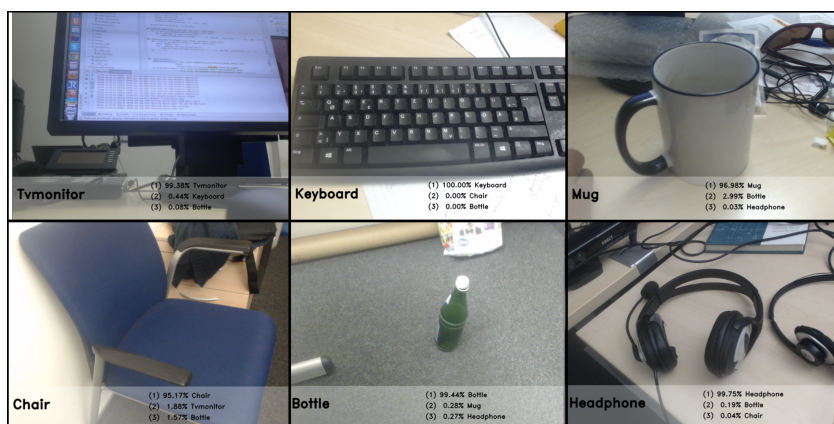 Tvmonitor
(1) 99.38% Tvmonitor
(2) 0.44% Keyboard
(3) 0.08% Bottle
Keyboard
(1) 100.00% Keyboard
(2) 0.00% Chair
(3) 0.00% Bottle
Mug
(1) 96.98% Mug
(2) 2.99% Bottle
(3) 0.03% Headphone
Chair
(1) 95.17% Chair
(2) 1.88% Tvmonitor
(3) 1.57% Bottle
Bottle
(1) 99.44% Bottle
(2) 0.28% Mug
(3) 0.27% Headphone
Headphone
(1) 99.75% Headphone
(2) 0.19% Bottle
(3) 0.04% Chair